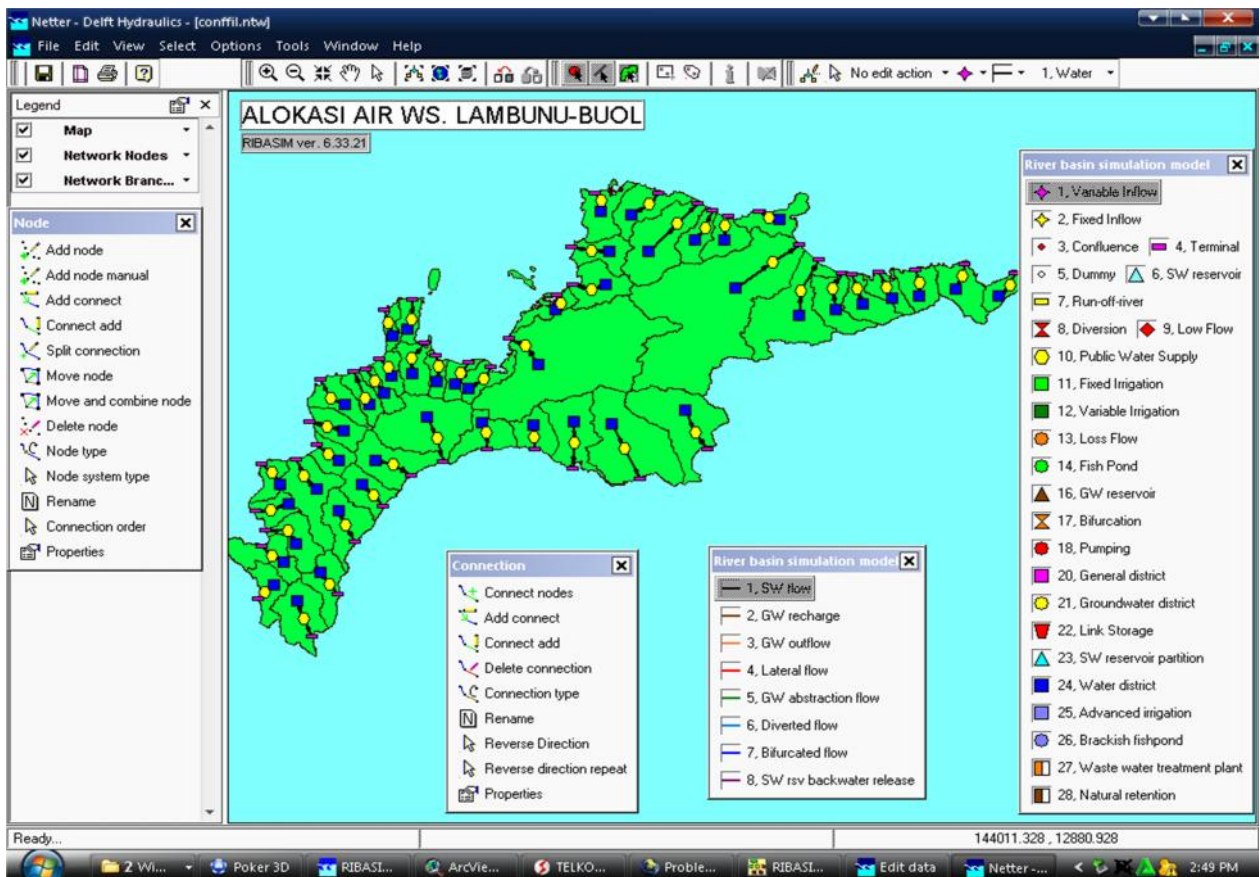 Netter - Delft Hydraulics - [conffil.ntw]
File Edit View Select Options Tools Window Help
No edit action 1, Water
Legend
Map
Network Nodes
Network Branc...
Node
Add node
Add node manual
Add connect
Connect add
Split connection
Move node
Move and combine node
Delete node
Node type
Node system type
Rename
Connection order
Properties
ALOKASI AIR WS. LAMBUNU-BUOL
RIBASIM ver. 6.33.21
Connection
Connect nodes
Add connect
Connect add
Delete connection
Connection type
Rename
Reverse Direction
Reverse direction repeat
Properties
River basin simulation model
1, SW flow
2, GW recharge
3, GW outflow
4, Lateral flow
5, GW abstraction flow
6, Diverted flow
7, Bifurcated flow
8, SW rsv backwater release
River basin simulation model
1, Variable Inflow
2, Fixed Inflow
3, Confluence 4, Terminal
5, Dummy 6, SW reservoir
7, Run-off-river
8, Diversion 9, Low Flow
10, Public Water Supply
11, Fixed Irrigation
12, Variable Irrigation
13, Loss Flow
14, Fish Pond
16, GW reservoir
17, Bifurcation
18, Pumping
20, General district
21, Groundwater district
22, Link Storage
23, SW reservoir partition
24, Water district
25, Advanced irrigation
26, Brackish fishpond
27, Waste water treatment plant
28, Natural retention
Ready... 144011.328 , 12880.928
2 Wi... Poker 3D RIBASI... ArcVie... TELKO... Proble... RIBASI... Edit data Netter -... 2:49 PM